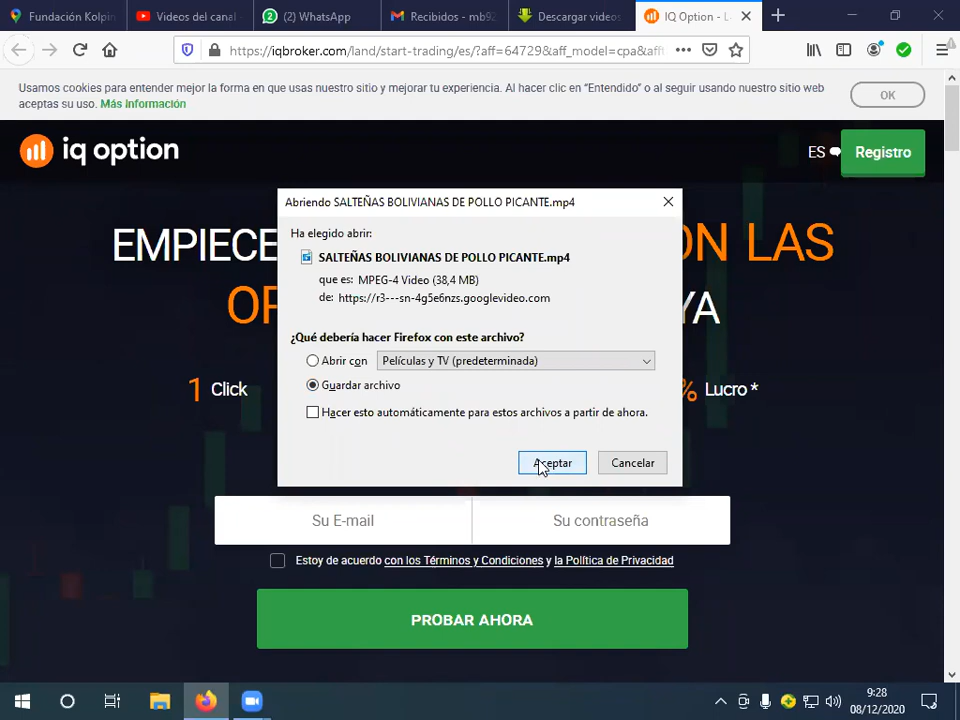 Fundación Kolpin
Videos del canal
(2) WhatsApp
Recibidos - mb92
Descargar videos
IQ Option - L
https://iqbroker.com/land/start-trading/es/?aff=64729&aff_model=cpa&aff
Usamos cookies para entender mejor la forma en que usas nuestro sitio y mejorar tu experiencia. Al hacer clic en "Entendido" o al seguir usando nuestro sitio web
aceptas su uso. Más información
OK
iq option
ES
Registro
Abriendo SALTEÑAS BOLIVIANAS DE POLLO PICANTE.mp4
EMPIECE
ON LAS
OP
YA
1 Click
% Lucro *
Ha elegido abrir:
SALTEÑAS BOLIVIANAS DE POLLO PICANTE.mp4
que es: MPEG-4 Video (38,4 MB)
de: https://r3---sn-4g5e6nzs.googlevideo.com
¿Qué debería hacer Firefox con este archivo?
Abrir con
Películas y TV (predeterminada)
Guardar archivo
Hacer esto automáticamente para estos archivos a partir de ahora.
Aceptar
Cancelar
Su E-mail
Su contraseña
Estoy de acuerdo con los Términos y Condiciones y la Política de Privacidad
PROBAR AHORA
9:28
08/12/2020